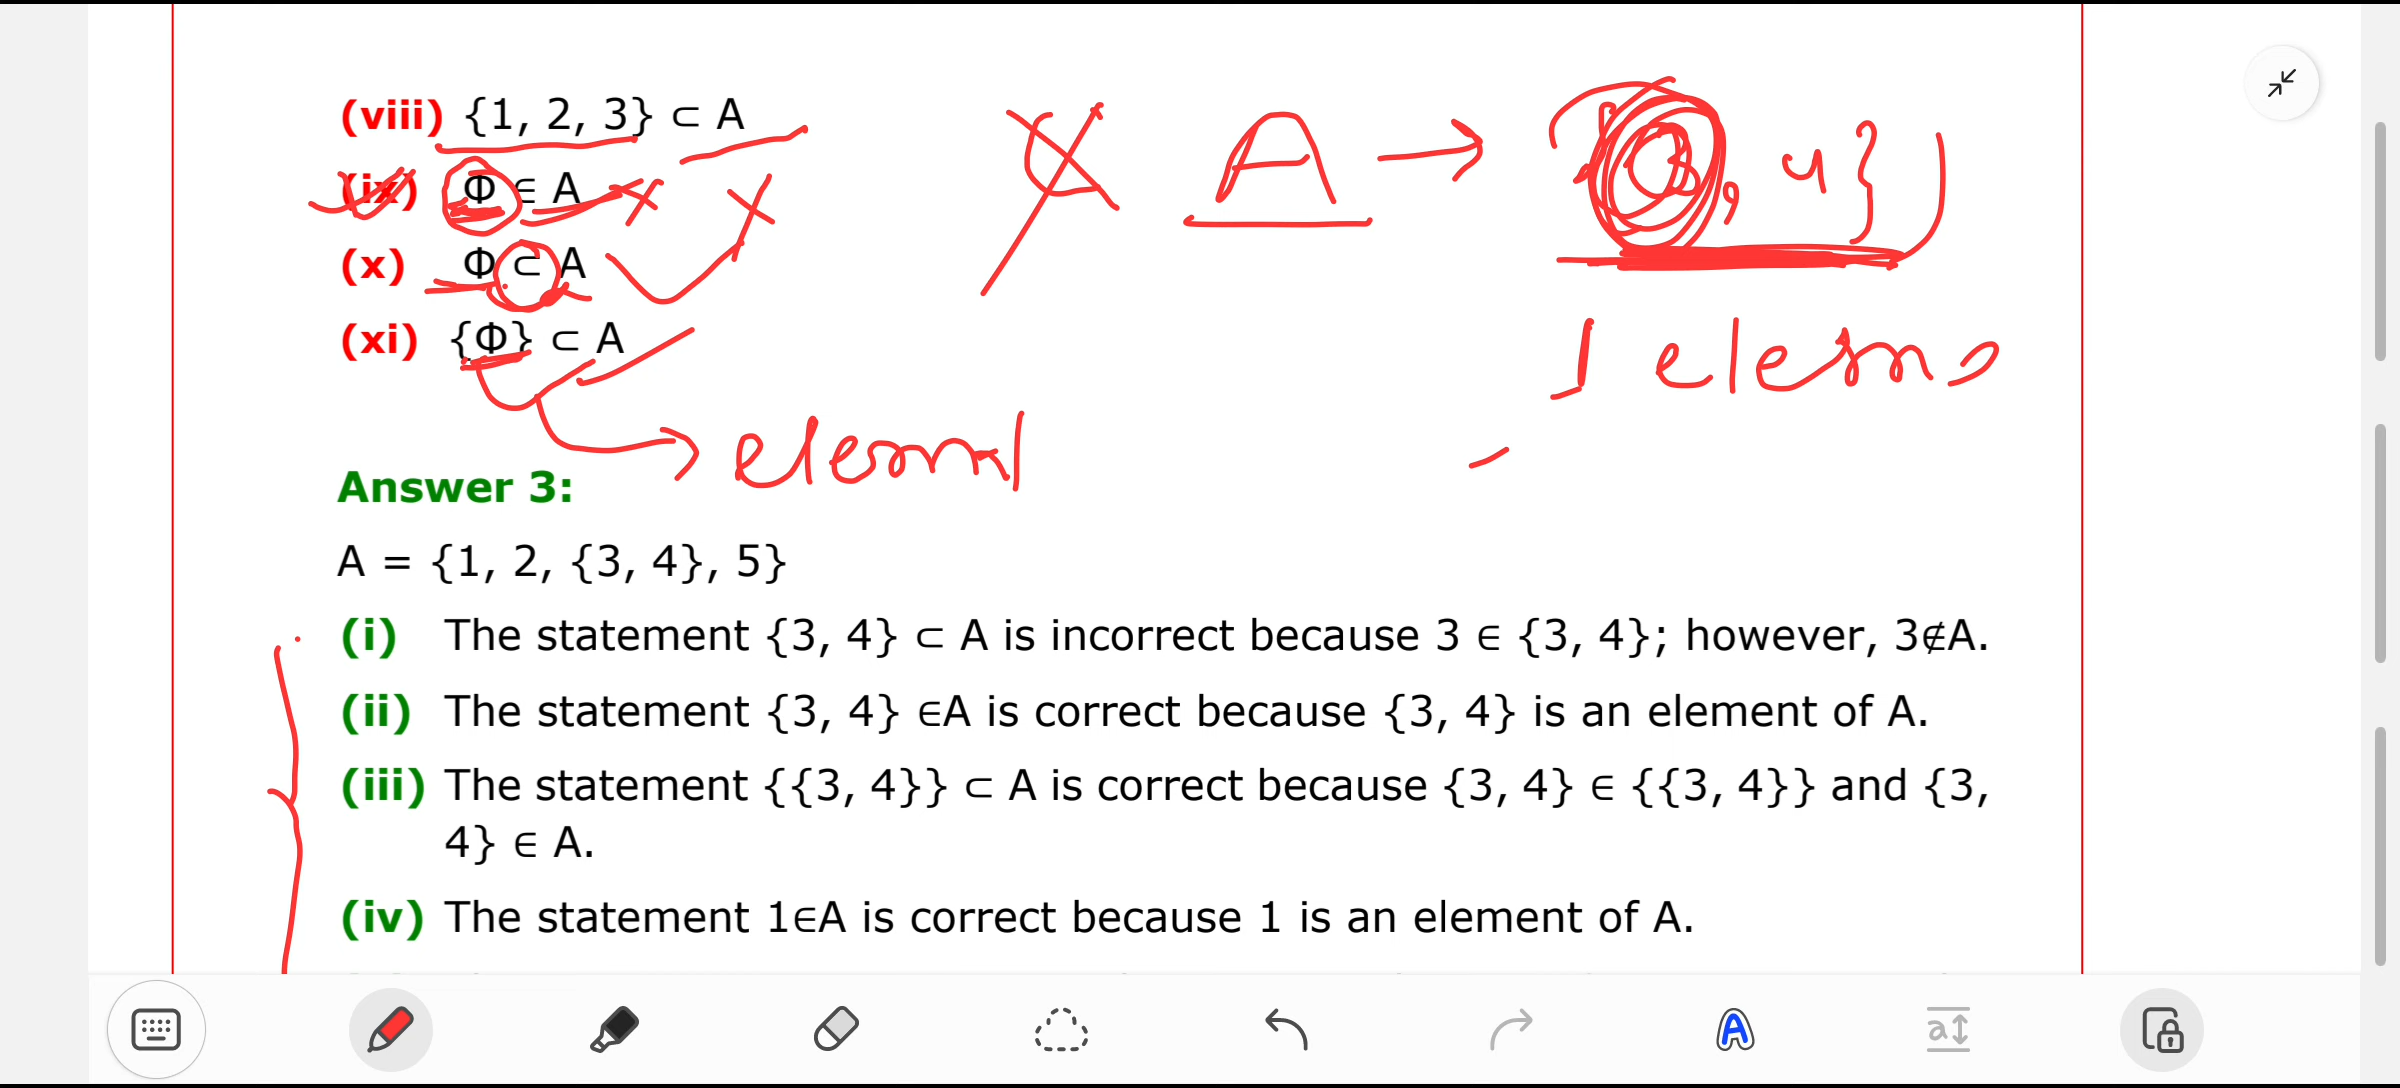 (viii) {1, 2, 3} ⊂ A
(ix) Φ ∈ A
(x) Φ ⊂ A
(xi) {Φ} ⊂ A
A → , 4}
1
Answer 3:
A = {1, 2, {3, 4}, 5}
(i) The statement {3, 4} ⊂ A is incorrect because 3 ∈ {3, 4}; however, 3∉A.
(ii) The statement {3, 4} ∈A is correct because {3, 4} is an element of A.
(iii) The statement {{3, 4}} ⊂ A is correct because {3, 4} ∈ {{3, 4}} and {3,
4} ∈ A.
(iv) The statement 1∈A is correct because 1 is an element of A.